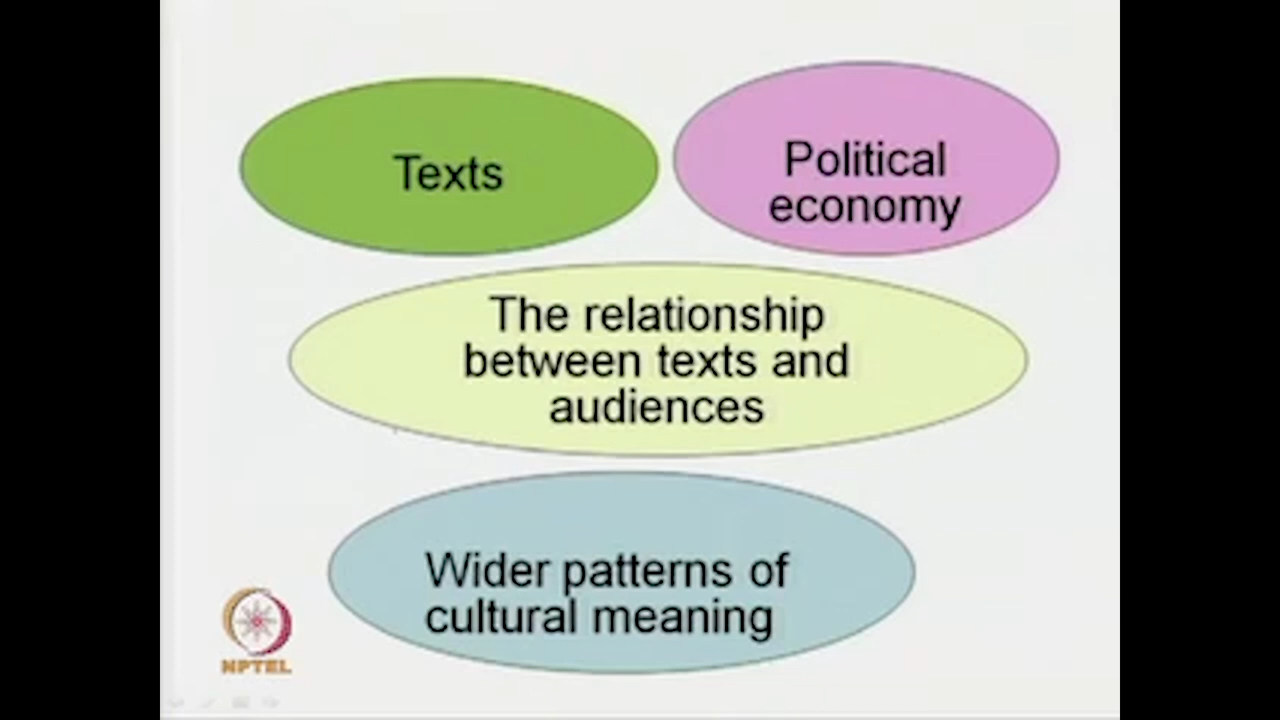 Texts
Political
economy
The relationship
between texts and
audiences
Wider patterns of
cultural meaning
NPTEL